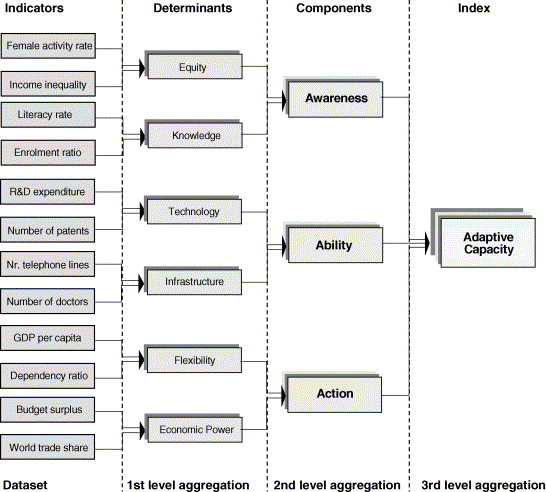 Indicators
Determinants
Components
Index
Female activity rate
Income inequality
Literacy rate
Enrolment ratio
R&D expenditure
Number of patents
Nr. telephone lines
Number of doctors
GDP per capita
Dependency ratio
Budget surplus
World trade share
Equity
Knowledge
Technology
Infrastructure
Flexibility
Economic Power
Awareness
Ability
Action
Adaptive
Capacity
Dataset
1st level aggregation
2nd level aggregation
3rd level aggregation